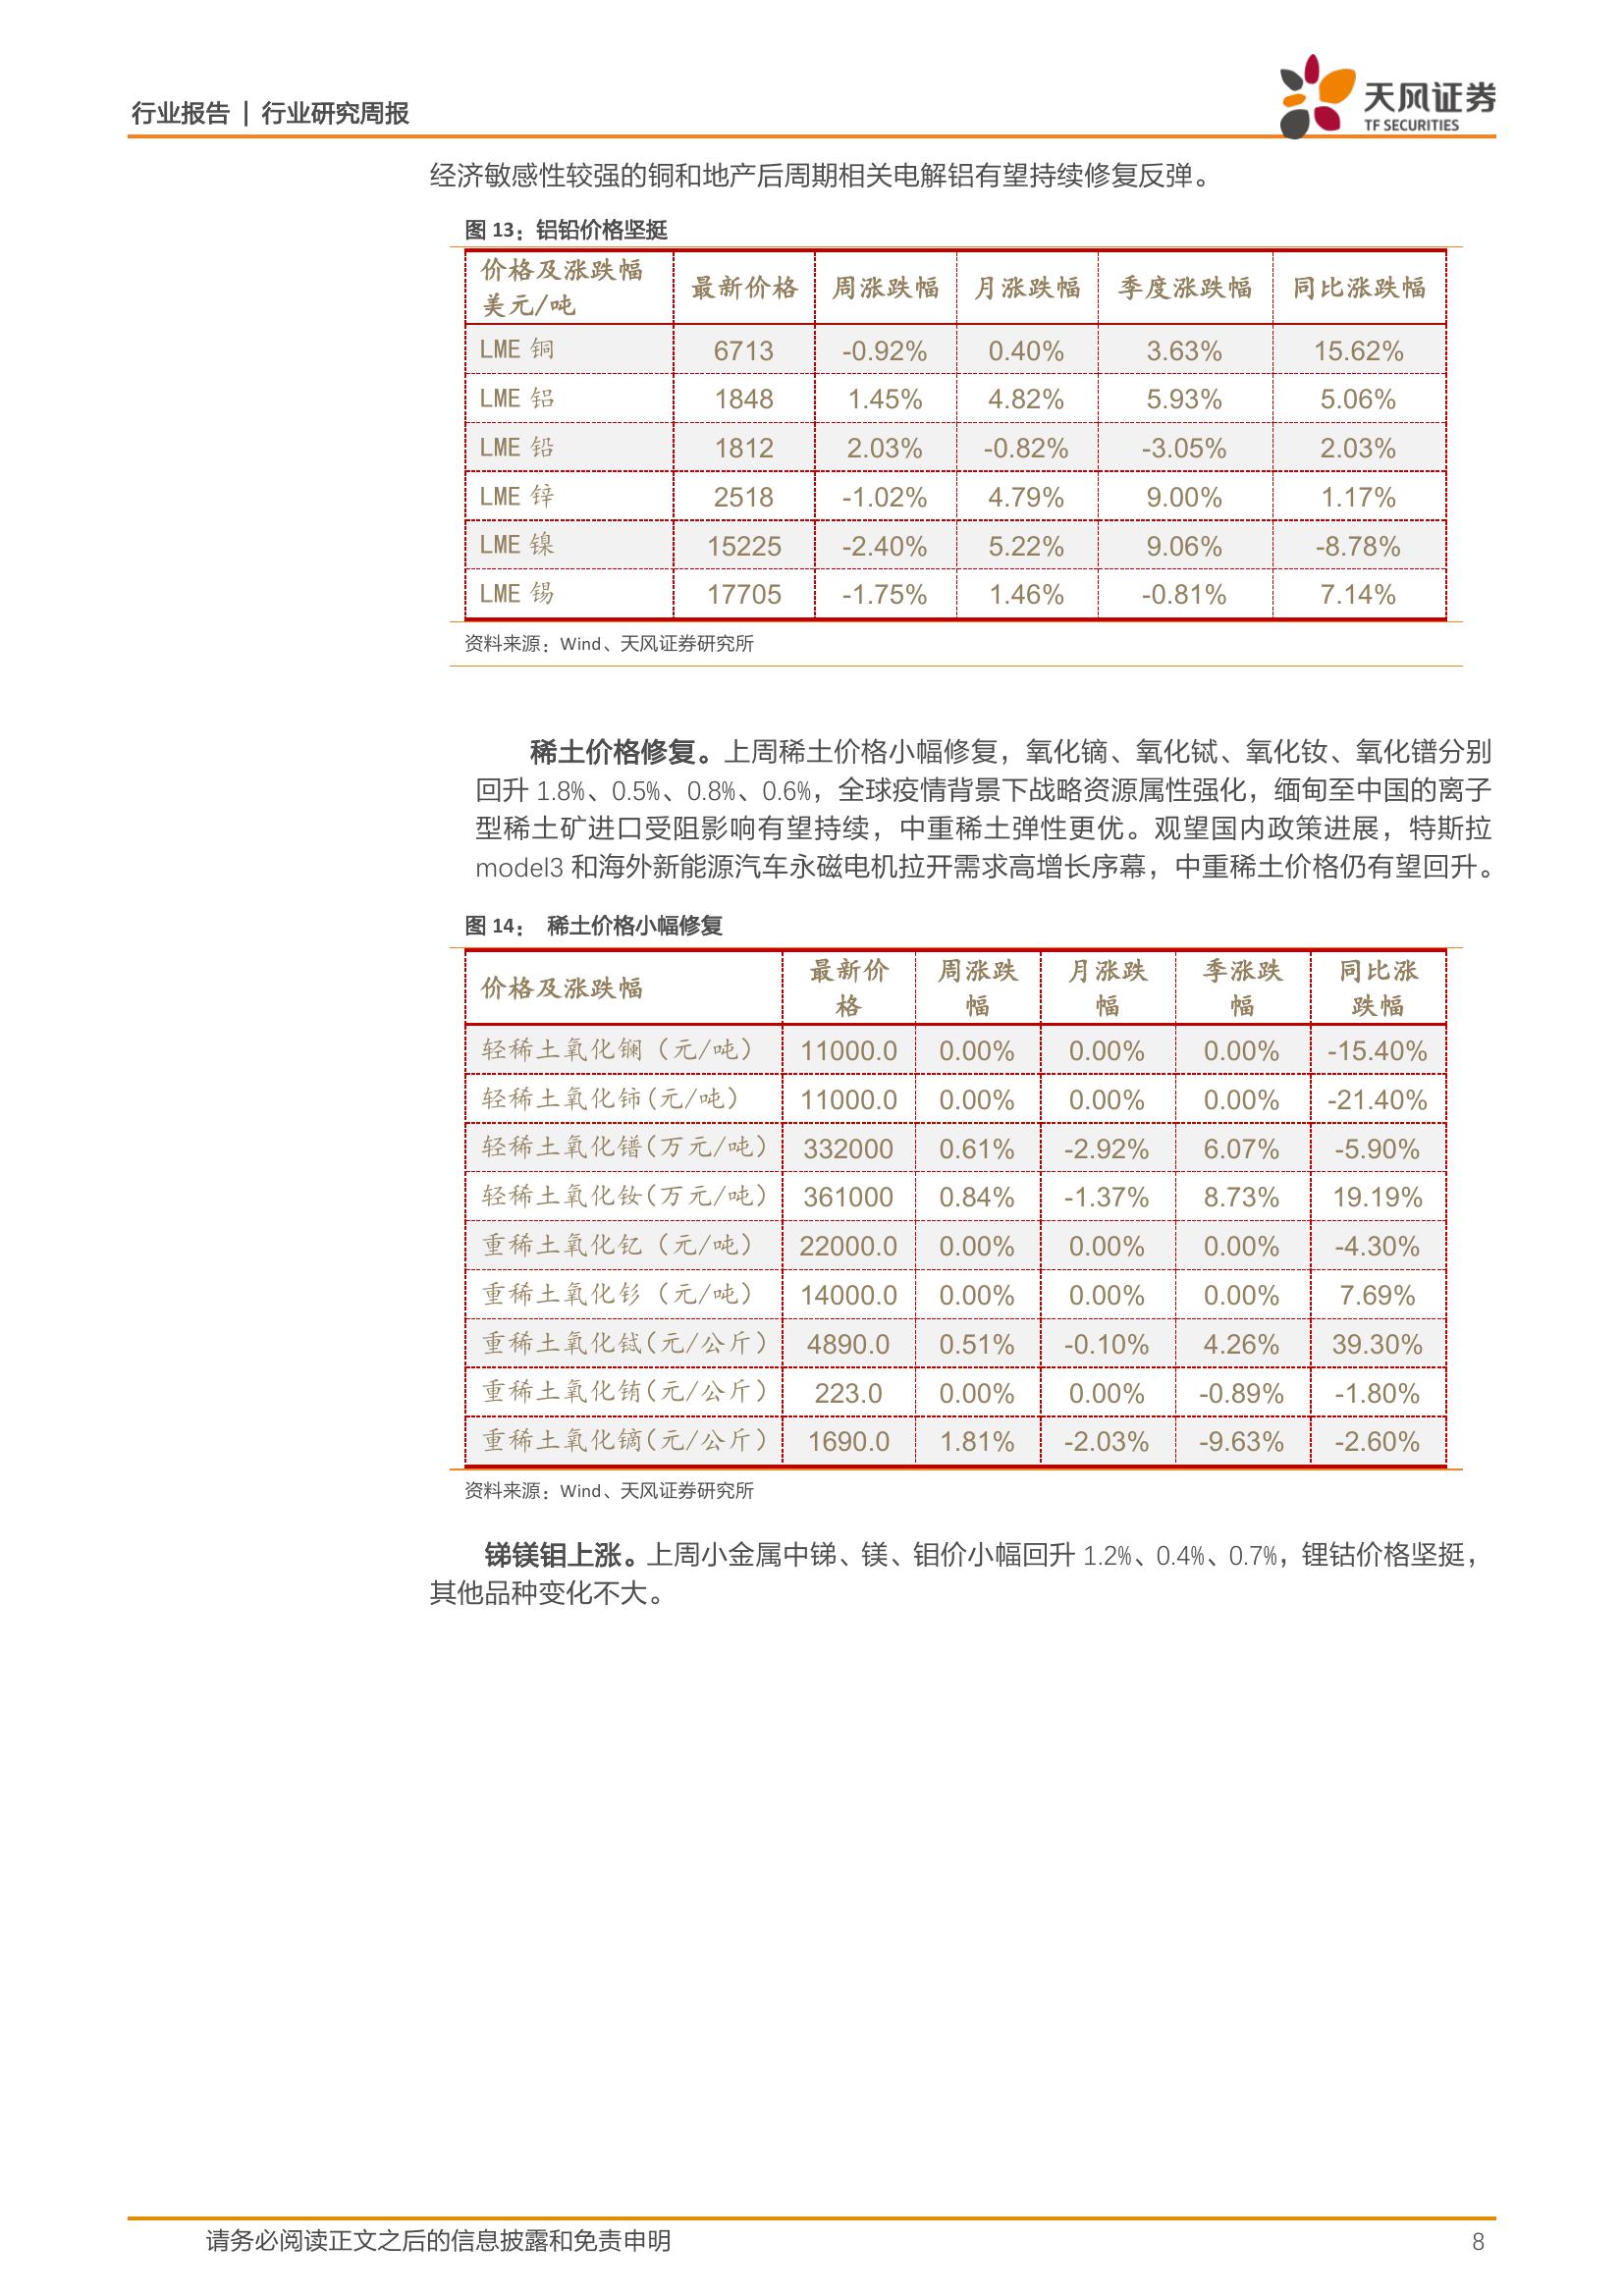 行业报告 | 行业研究周报
天风证券
TF SECURITIES
经济敏感性较强的铜和地产后周期相关电解铝有望持续修复反弹。
图 13：铝铅价格坚挺
价格及涨跌幅 美元/吨 最新价格 周涨跌幅 月涨跌幅 季度涨跌幅 同比涨跌幅
LME 铜 6713 -0.92% 0.40% 3.63% 15.62%
LME 铝 1848 1.45% 4.82% 5.93% 5.06%
LME 铅 1812 2.03% -0.82% -3.05% 2.03%
LME 锌 2518 -1.02% 4.79% 9.00% 1.17%
LME 镍 15225 -2.40% 5.22% 9.06% -8.78%
LME 锡 17705 -1.75% 1.46% -0.81% 7.14%
资料来源：Wind、天风证券研究所
稀土价格修复。上周稀土价格小幅修复，氧化镝、氧化铽、氧化钕、氧化镨分别
回升 1.8%、0.5%、0.8%、0.6%，全球疫情背景下战略资源属性强化，缅甸至中国的离子
型稀土矿进口受阻影响有望持续，中重稀土弹性更优。观望国内政策进展，特斯拉
model3 和海外新能源汽车永磁电机拉开需求高增长序幕，中重稀土价格仍有望回升。
图 14： 稀土价格小幅修复
价格及涨跌幅 最新价格 周涨跌幅 月涨跌幅 季涨跌幅 同比涨跌幅
轻稀土氧化镧（元/吨） 11000.0 0.00% 0.00% 0.00% -15.40%
轻稀土氧化铈(元/吨） 11000.0 0.00% 0.00% 0.00% -21.40%
轻稀土氧化镨(万元/吨） 332000 0.61% -2.92% 6.07% -5.90%
轻稀土氧化钕(万元/吨） 361000 0.84% -1.37% 8.73% 19.19%
重稀土氧化钇（元/吨） 22000.0 0.00% 0.00% 0.00% -4.30%
重稀土氧化钐（元/吨） 14000.0 0.00% 0.00% 0.00% 7.69%
重稀土氧化铽(元/公斤） 4890.0 0.51% -0.10% 4.26% 39.30%
重稀土氧化铕(元/公斤） 223.0 0.00% 0.00% -0.89% -1.80%
重稀土氧化镝(元/公斤） 1690.0 1.81% -2.03% -9.63% -2.60%
资料来源：Wind、天风证券研究所
锑镁钼上涨。上周小金属中锑、镁、钼价小幅回升 1.2%、0.4%、0.7%，锂钴价格坚挺，
其他品种变化不大。
请务必阅读正文之后的信息披露和免责申明
8